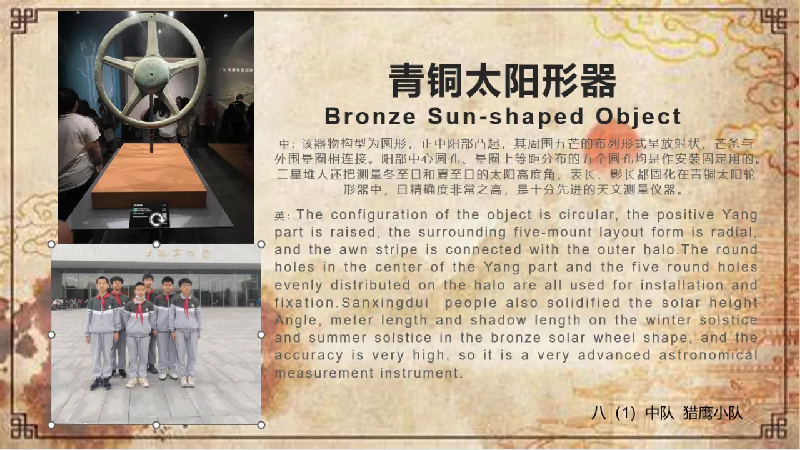 青铜太阳形器
Bronze Sun-shaped Object
中: 该器物构型为圆形，正中阳部凸起，其周围五芒的布列形式呈放射状，芒条与
外围晕圈相连接。阳部中心圆孔、晕圈上等距分布的五个圆孔均是作安装固定用的。
三星堆人还把测量冬至日和夏至日的太阳高度角、表长、影长都固化在青铜太阳轮
形器中，且精确度非常之高，是十分先进的天文测量仪器。
英: The configuration of the object is circular, the positive Yang
part is raised, the surrounding five-mount layout form is radial,
and the awn stripe is connected with the outer halo.The round
holes in the center of the Yang part and the five round holes
evenly distributed on the halo are all used for installation and
fixation.Sanxingdui people also solidified the solar height
Angle, meter length and shadow length on the winter solstice
and summer solstice in the bronze solar wheel shape, and the
accuracy is very high, so it is a very advanced astronomical
measurement instrument.
八（1）中队 猎鹰小队